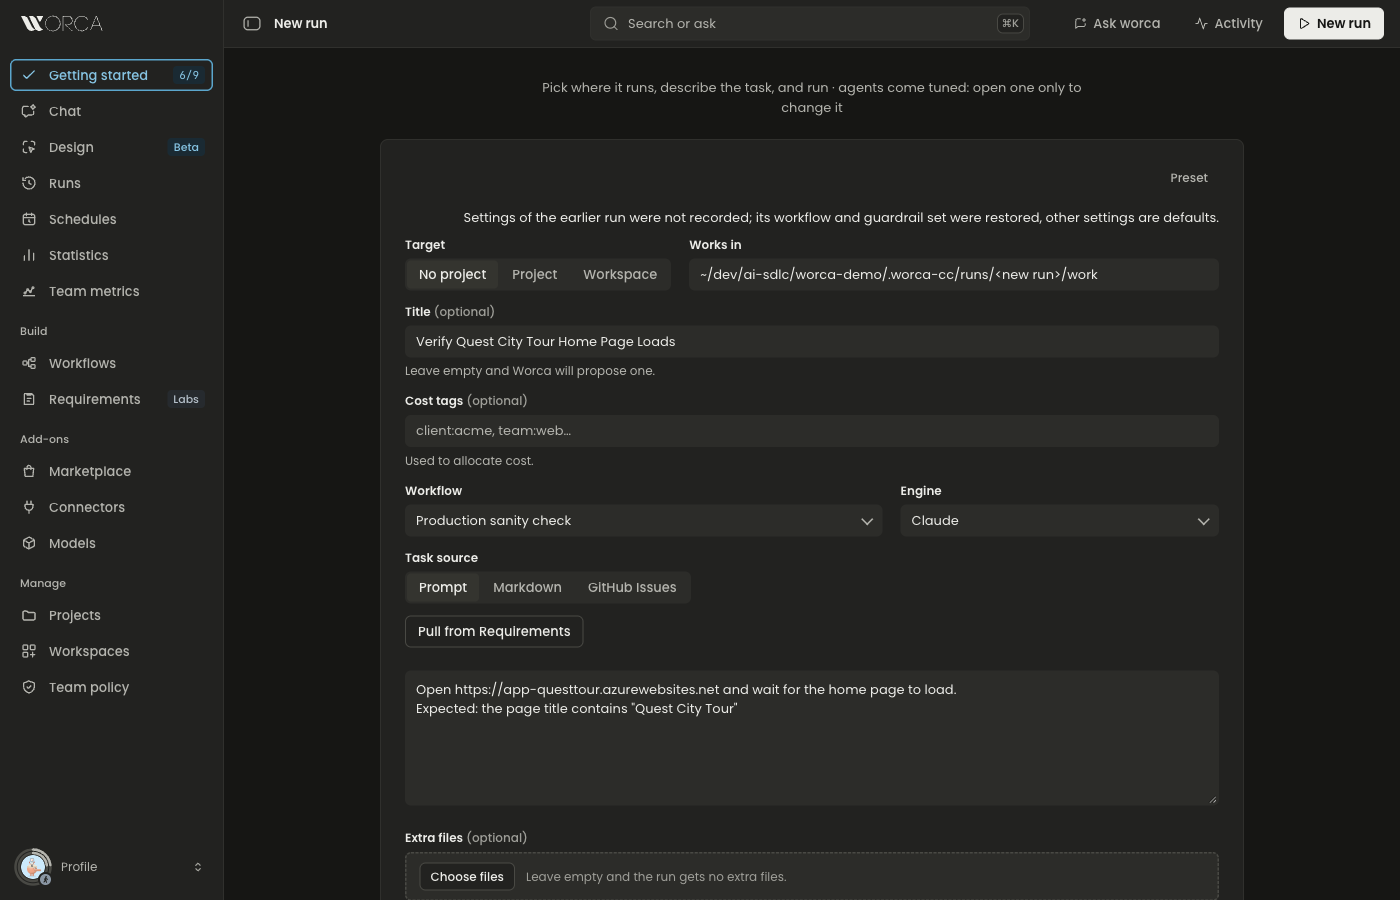 WORCA
New run
Search or ask
⌘K
Ask worca
Activity
New run
Getting started
6/9
Chat
Design
Beta
Runs
Schedules
Statistics
Team metrics
Build
Workflows
Requirements
Labs
Add-ons
Marketplace
Connectors
Models
Manage
Projects
Workspaces
Team policy
Profile
Pick where it runs, describe the task, and run · agents come tuned: open one only to
change it
Preset
Settings of the earlier run were not recorded; its workflow and guardrail set were restored, other settings are defaults.
Target
Works in
No project
Project
Workspace
~/dev/ai-sdlc/worca-demo/.worca-cc/runs/<new run>/work
Title (optional)
Verify Quest City Tour Home Page Loads
Leave empty and Worca will propose one.
Cost tags (optional)
client:acme, team:web…
Used to allocate cost.
Workflow
Engine
Production sanity check
Claude
Task source
Prompt
Markdown
GitHub Issues
Pull from Requirements
Open https://app-questtour.azurewebsites.net and wait for the home page to load.
Expected: the page title contains "Quest City Tour"
Extra files (optional)
Choose files
Leave empty and the run gets no extra files.